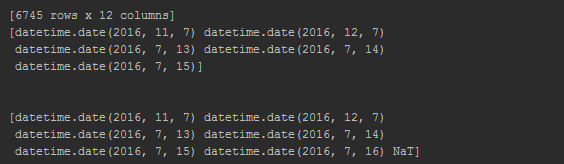 [6745 rows x 12 columns]
[datetime.date(2016, 11, 7) datetime.date(2016, 12, 7)
 datetime.date(2016, 7, 13) datetime.date(2016, 7, 14)
 datetime.date(2016, 7, 15)]
[datetime.date(2016, 11, 7) datetime.date(2016, 12, 7)
 datetime.date(2016, 7, 13) datetime.date(2016, 7, 14)
 datetime.date(2016, 7, 15) datetime.date(2016, 7, 16) NaT]